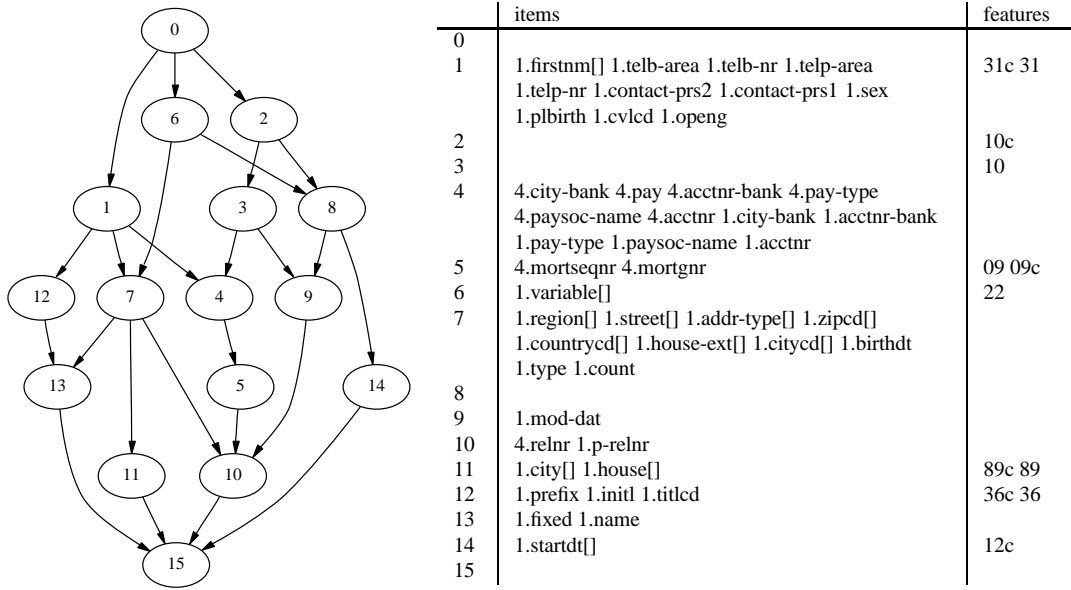 0
6
2
1
3
8
12
7
4
9
13
5
14
11
10
15
items features
0
1 1.firstnm[] 1.telb-area 1.telb-nr 1.telp-area 31c 31
1.telp-nr 1.contact-prs2 1.contact-prs1 1.sex
1.plbirth 1.cvlcd 1.openg
2 10c
3 10
4 4.city-bank 4.pay 4.acctnr-bank 4.pay-type
4.paysoc-name 4.acctnr 1.city-bank 1.acctnr-bank
1.pay-type 1.paysoc-name 1.acctnr
5 4.mortseqnr 4.mortgnr 09 09c
6 1.variable[] 22
7 1.region[] 1.street[] 1.addr-type[] 1.zipcd[]
1.countrycd[] 1.house-ext[] 1.citycd[] 1.birthdt
1.type 1.count
8
9 1.mod-dat
10 4.relnr 1.p-relnr
11 1.city[] 1.house[] 89c 89
12 1.prefix 1.initl 1.titlcd 36c 36
13 1.fixed 1.name
14 1.startdt[] 12c
15